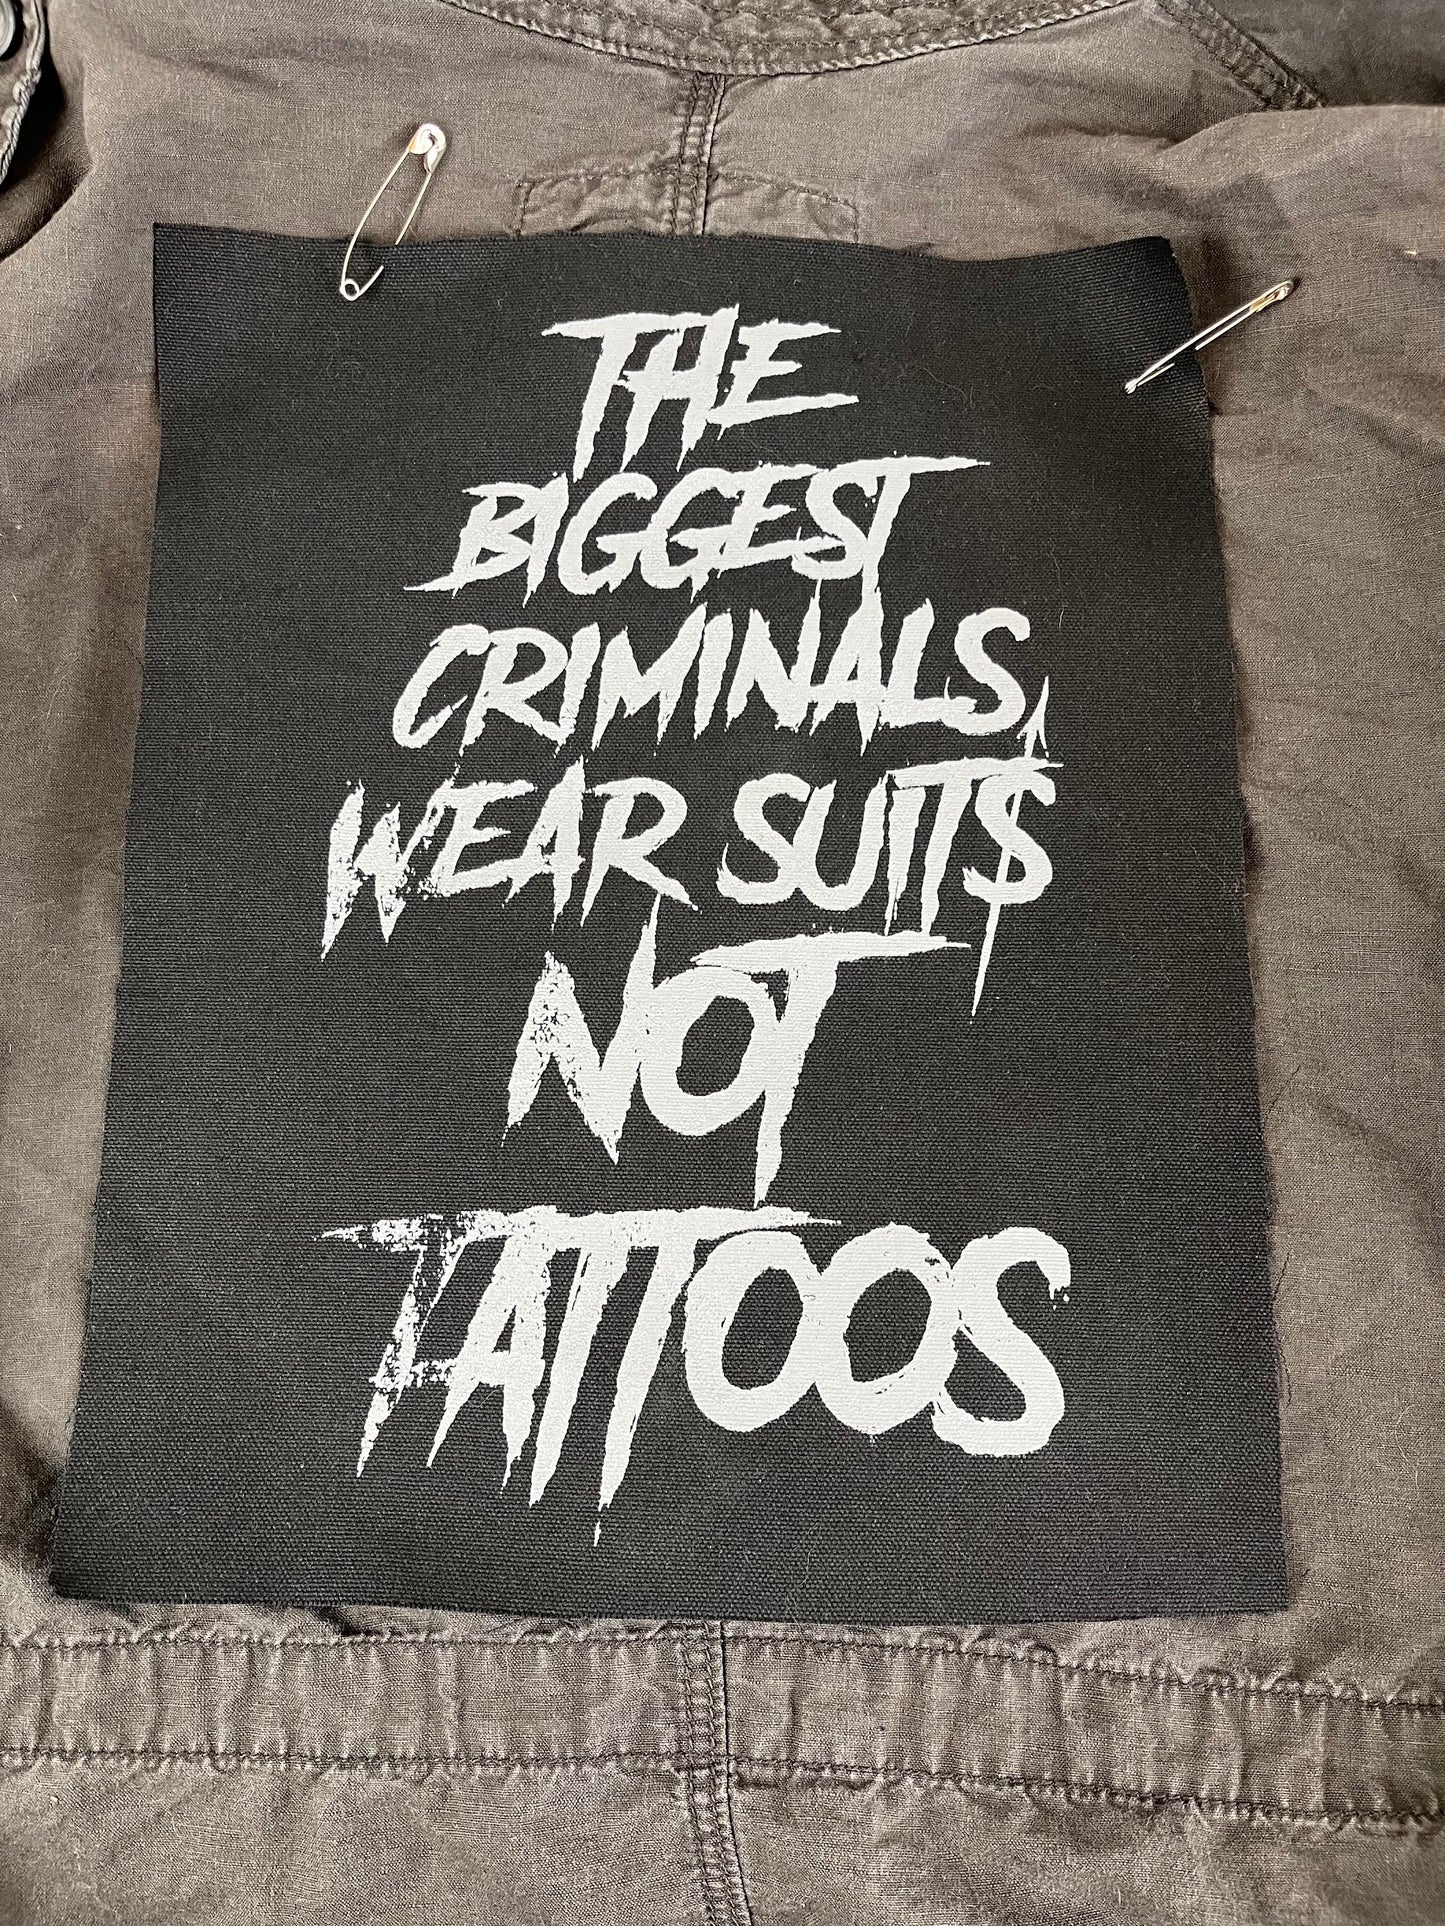 THE
BIGGEST
CRIMINALS
WEAR SUIT$
NOT
TATTOOS